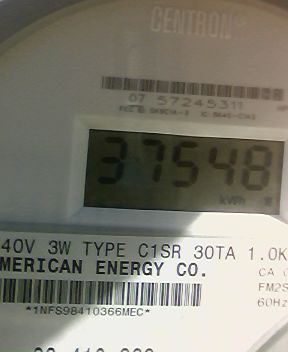 CENTRON®
07 57245311
37548
kWh
40V 3W TYPE C1SR 30TA 1.0K
MERICAN ENERGY CO.
CA 0
FM2S
60Hz
*1NFS98410366MEC*